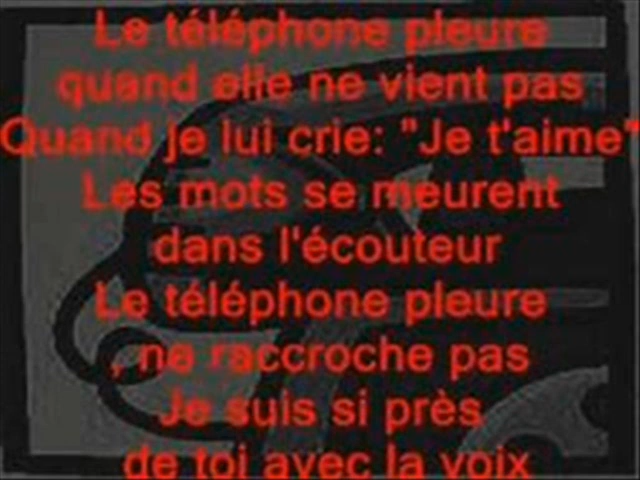 Le téléphone pleure
quand elle ne vient pas
Quand je lui crie: "Je t'aime"
Les mots se meurent
dans l'écouteur
Le téléphone pleure
, ne raccroche pas
Je suis si près
de toi avec la voix